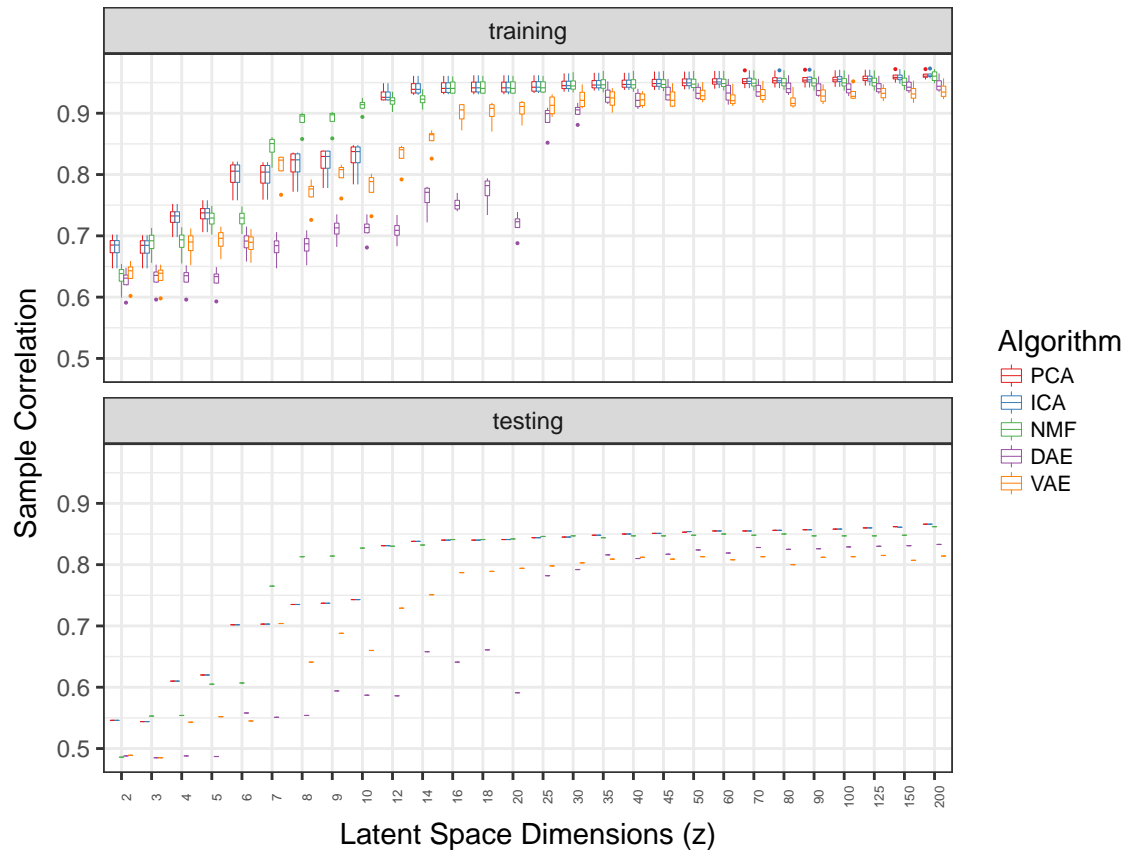 training
0.9
0.8
0.7
0.6
0.5
testing
0.9
0.8
0.7
0.6
0.5
Sample Correlation
2 3 4 5 6 7 8 9 10 12 14 16 18 20 25 30 35 40 45 50 60 70 80 90 100 125 150 200
Latent Space Dimensions (z)
Algorithm
PCA
ICA
NMF
DAE
VAE